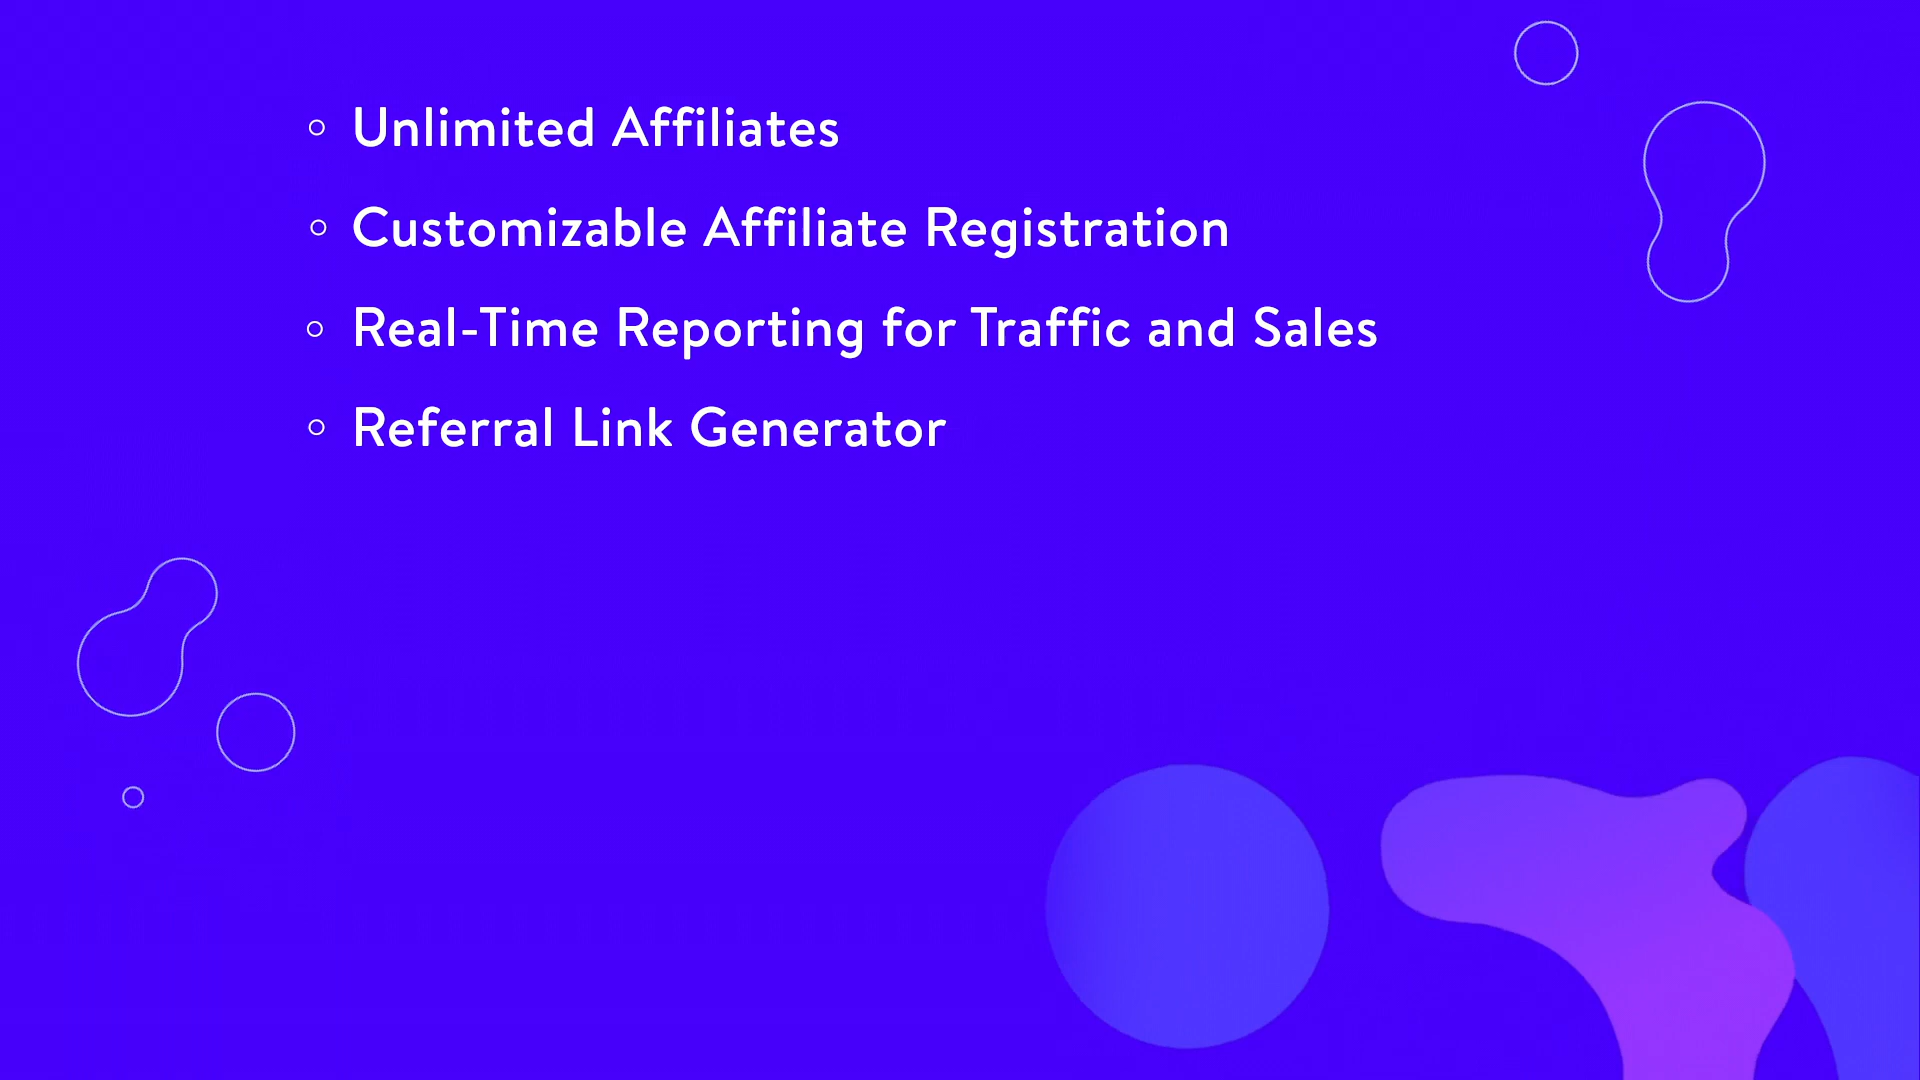 Unlimited Affiliates
Customizable Affiliate Registration
Real-Time Reporting for Traffic and Sales
Referral Link Generator